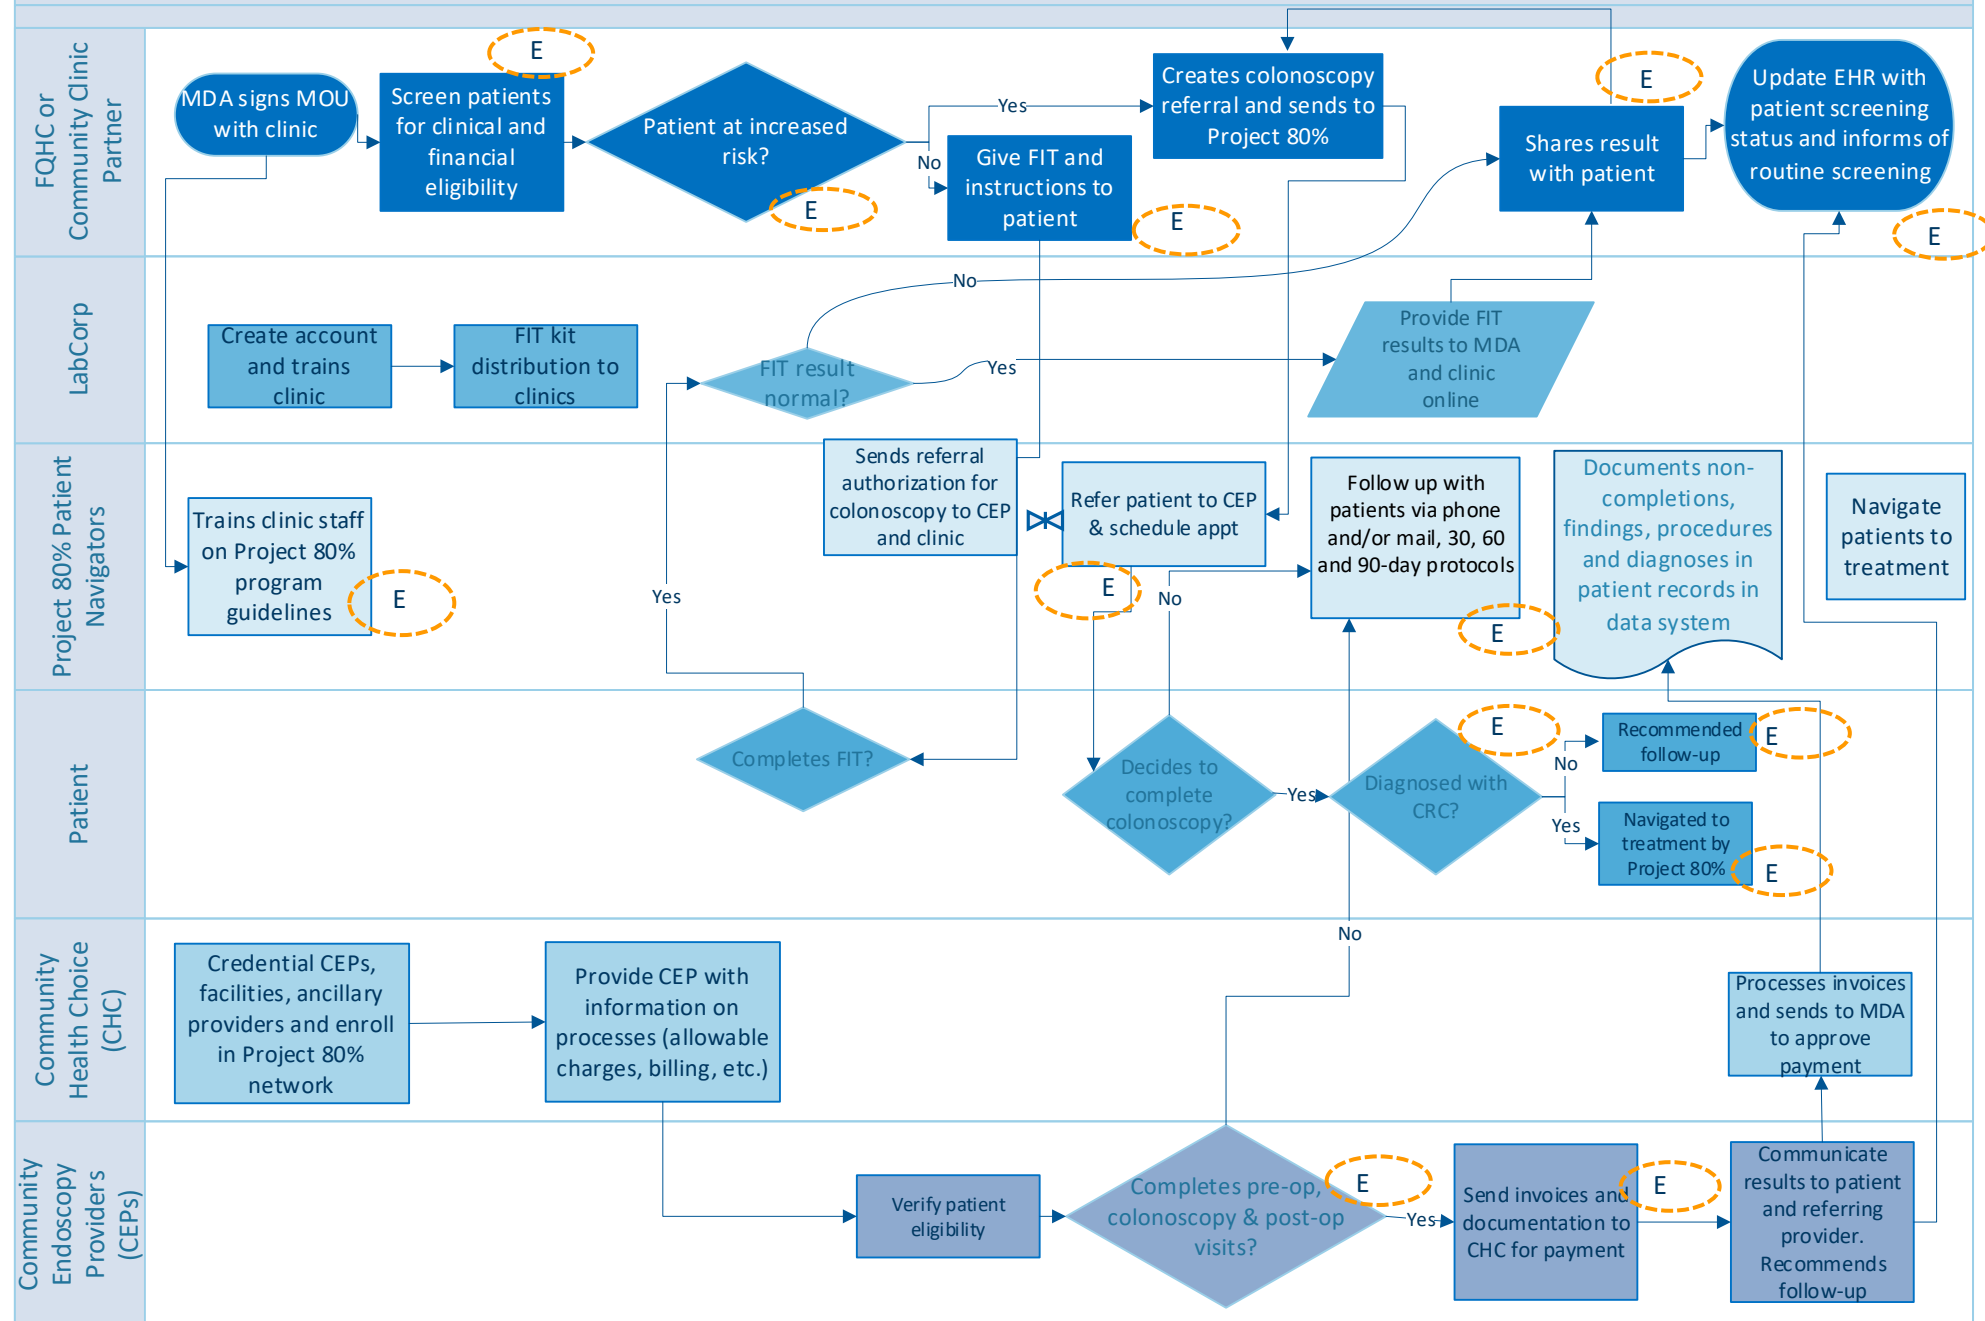 FQHC or
Community Clinic
Partner
MDA signs MOU
with clinic
E
Screen patients
for clinical and
financial
eligibility
Patient at increased
risk?
E
Yes
No
Give FIT and
instructions to
patient
E
Creates colonoscopy
referral and sends to
Project 80%
E
Shares result
with patient
Update EHR with
patient screening
status and informs of
routine screening
E
LabCorp
Create account
and trains
clinic
FIT kit
distribution to
clinics
FIT result
normal?
No
Yes
Provide FIT
results to MDA
and clinic
online
Project 80% Patient
Navigators
Trains clinic staff
on Project 80%
program
guidelines
E
Yes
Sends referral
authorization for
colonoscopy to CEP
and clinic
Refer patient to CEP
& schedule appt
E
No
Follow up with
patients via phone
and/or mail, 30, 60
and 90-day protocols
E
Documents non-
completions,
findings, procedures
and diagnoses in
patient records in
data system
Navigate
patients to
treatment
Patient
Completes FIT?
Decides to
complete
colonoscopy?
Yes
Diagnosed with
CRC?
E
No
Yes
Recommended
follow-up
E
Navigated to
treatment by
Project 80%
E
Community
Health Choice
(CHC)
Credential CEPs,
facilities, ancillary
providers and enroll
in Project 80%
network
Provide CEP with
information on
processes (allowable
charges, billing, etc.)
No
Processes invoices
and sends to MDA
to approve
payment
Community
Endoscopy
Providers
(CEPs)
Verify patient
eligibility
Completes pre-op,
colonoscopy & post-op
visits?
E
Yes
Send invoices and
documentation to
CHC for payment
E
Communicate
results to patient
and referring
provider.
Recommends
follow-up